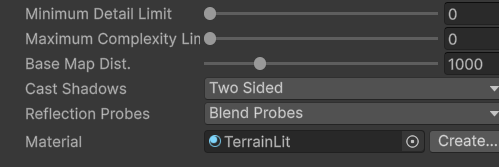 Minimum Detail Limit 0
Maximum Complexity Lin 0
Base Map Dist. 1000
Cast Shadows Two Sided
Reflection Probes Blend Probes
Material TerrainLit Create...